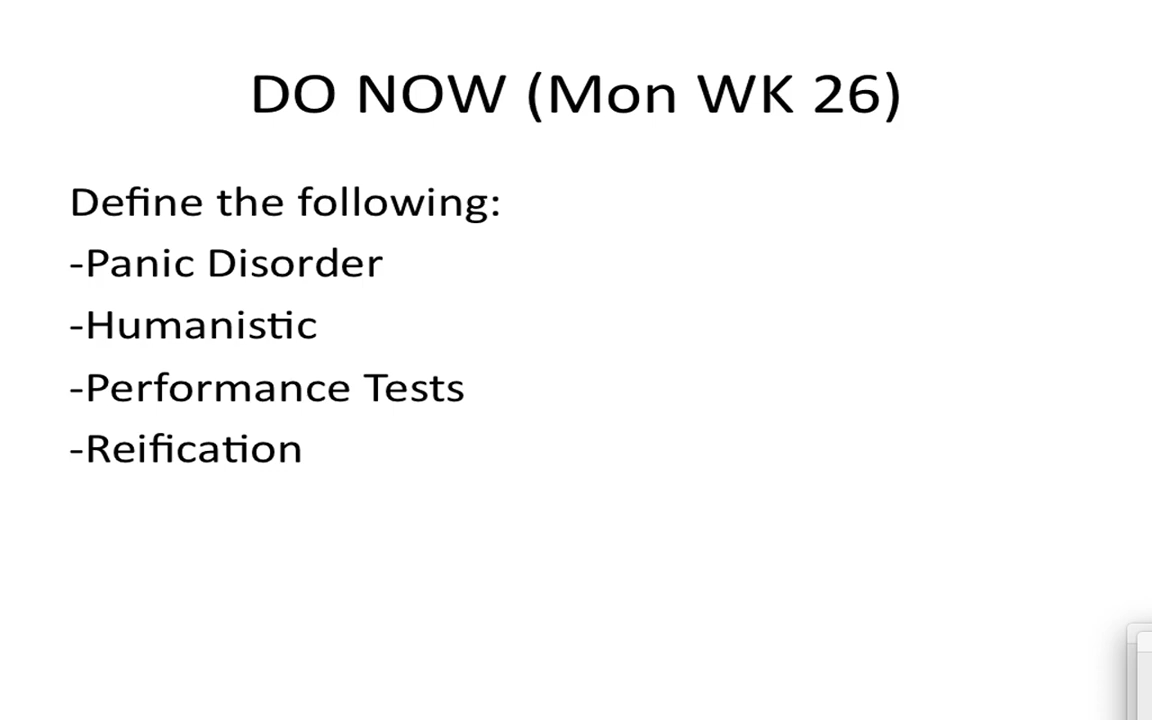 DO NOW (Mon WK 26)
Define the following:
-Panic Disorder
-Humanistic
-Performance Tests
-Reification